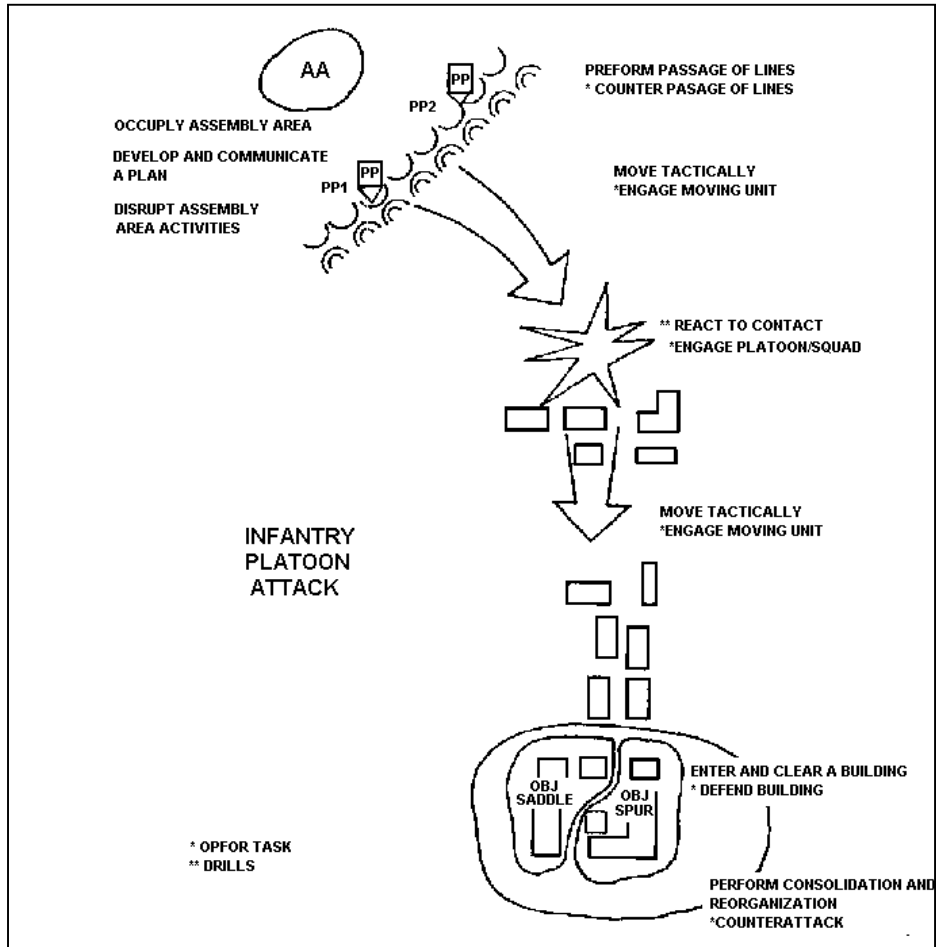 AA
PP
PP2
PREFORM PASSAGE OF LINES
* COUNTER PASAGE OF LINES
OCCUPLY ASSEMBLY AREA
DEVELOP AND COMMUNICATE
A PLAN
PP
PP1
DISRUPT ASSEMBLY
AREA ACTIVITIES
MOVE TACTICALLY
*ENGAGE MOVING UNIT
** REACT TO CONTACT
*ENGAGE PLATOON/SQUAD
MOVE TACTICALLY
*ENGAGE MOVING UNIT
INFANTRY
PLATOON
ATTACK
OBJ
SADDLE
OBJ
SPUR
ENTER AND CLEAR A BUILDING
* DEFEND BUILDING
* OPFOR TASK
** DRILLS
PERFORM CONSOLIDATION AND
REORGANIZATION
*COUNTERATTACK